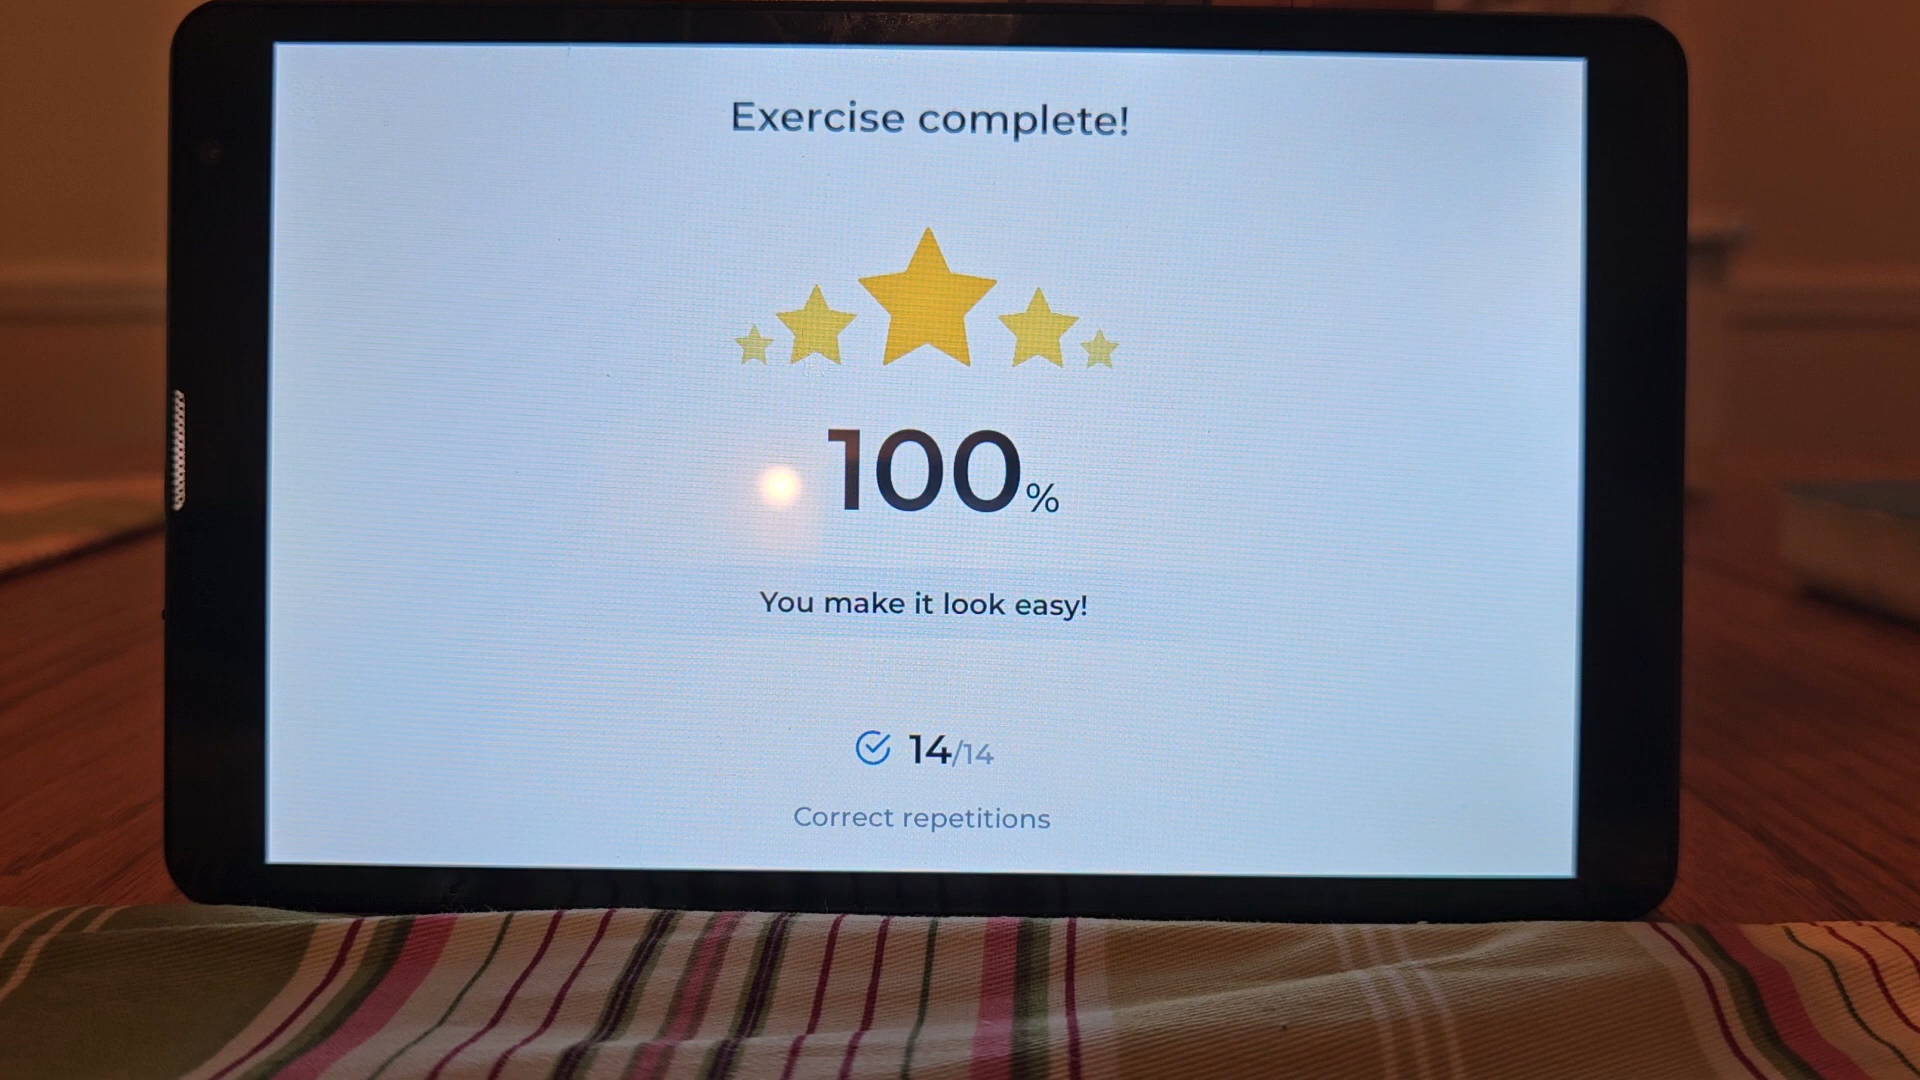 Exercise complete!
100%
You make it look easy!
14/14
Correct repetitions